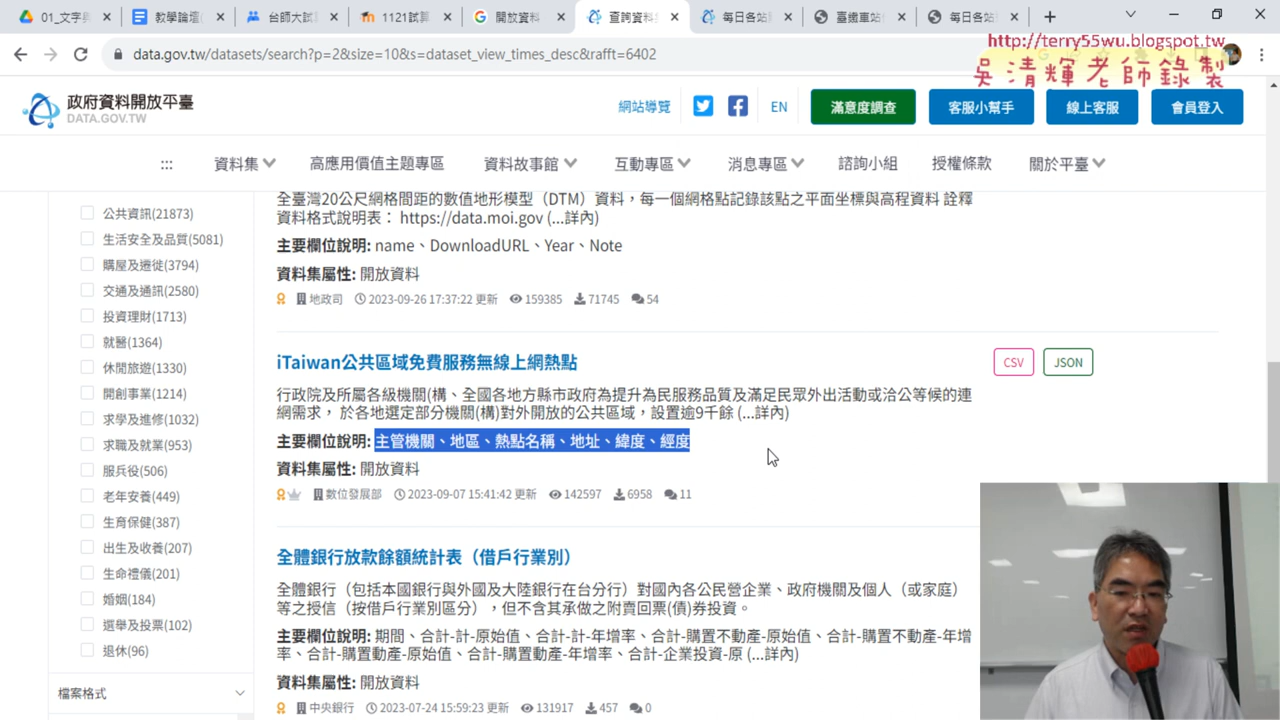 01_文字與
教學論壇(
台師大試
1121試算
開放資料
查詢資料集
每日各站
臺鐵車站
每日各站
data.gov.tw/datasets/search?p=2&size=10&s=dataset_view_times_desc&rafft=6402
http://terry55wu.blogspot.tw
吳清輝老師錄製
政府資料開放平臺
DATA.GOV.TW
網站導覽
EN
滿意度調查
客服小幫手
線上客服
會員登入
:::
資料集
高應用價值主題專區
資料故事館
互動專區
消息專區
諮詢小組
授權條款
關於平臺
公共資訊(21873)
生活安全及品質(5081)
購屋及遷徙(3794)
交通及通訊(2580)
投資理財(1713)
就醫(1364)
休閒旅遊(1330)
開創事業(1214)
求學及進修(1032)
求職及就業(953)
服兵役(506)
老年安養(449)
生育保健(387)
出生及收養(207)
生命禮儀(201)
婚姻(184)
選舉及投票(102)
退休(96)
檔案格式
全臺灣20公尺網格間距的數值地形模型（DTM）資料，每一個網格點記錄該點之平面坐標與高程資料 詮釋
資料格式說明表： https://data.moi.gov (...詳內)
主要欄位說明: name、DownloadURL、Year、Note
資料集屬性: 開放資料
地政司 2023-09-26 17:37:22 更新 159385 71745 54
iTaiwan公共區域免費服務無線上網熱點
CSV
JSON
行政院及所屬各級機關(構、全國各地方縣市政府為提升為民服務品質及滿足民眾外出活動或洽公等候的連
網需求， 於各地選定部分機關(構)對外開放的公共區域，設置逾9千餘 (...詳內)
主要欄位說明: 主管機關、地區、熱點名稱、地址、緯度、經度
資料集屬性: 開放資料
數位發展部 2023-09-07 15:41:42 更新 142597 6958 11
全體銀行放款餘額統計表（借戶行業別）
全體銀行（包括本國銀行與外國及大陸銀行在台分行）對國內各公民營企業、政府機關及個人（或家庭）
等之授信（按借戶行業別區分），但不含其承做之附賣回票(債)券投資。
主要欄位說明: 期間、合計-計-原始值、合計-計-年增率、合計-購置不動產-原始值、合計-購置不動產-年增
率、合計-購置動產-原始值、合計-購置動產-年增率、合計-企業投資-原 (...詳內)
資料集屬性: 開放資料
中央銀行 2023-07-24 15:59:23 更新 131917 457 0